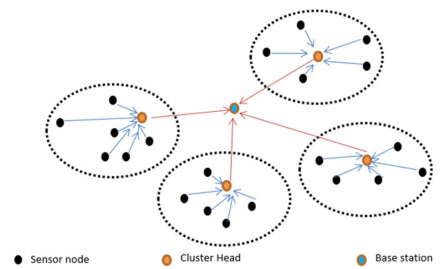 Sensor node
Cluster Head
Base station